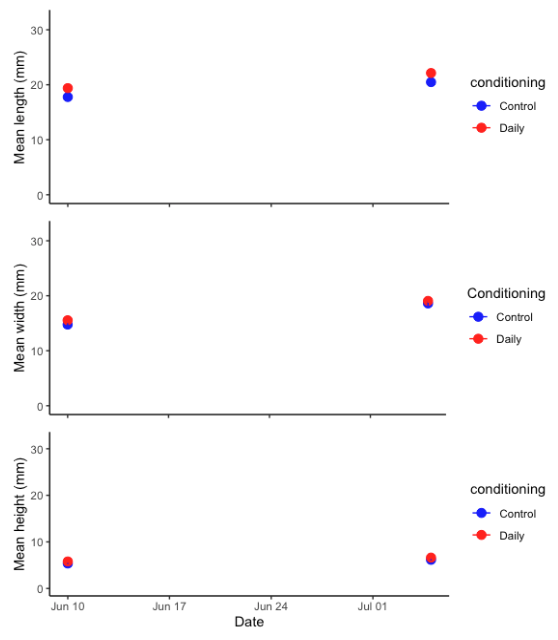 30
20
10
0
Mean length (mm)
conditioning
Control
Daily
30
20
10
0
Mean width (mm)
Conditioning
Control
Daily
30
20
10
0
Mean height (mm)
conditioning
Control
Daily
Jun 10 Jun 17 Jun 24 Jul 01
Date